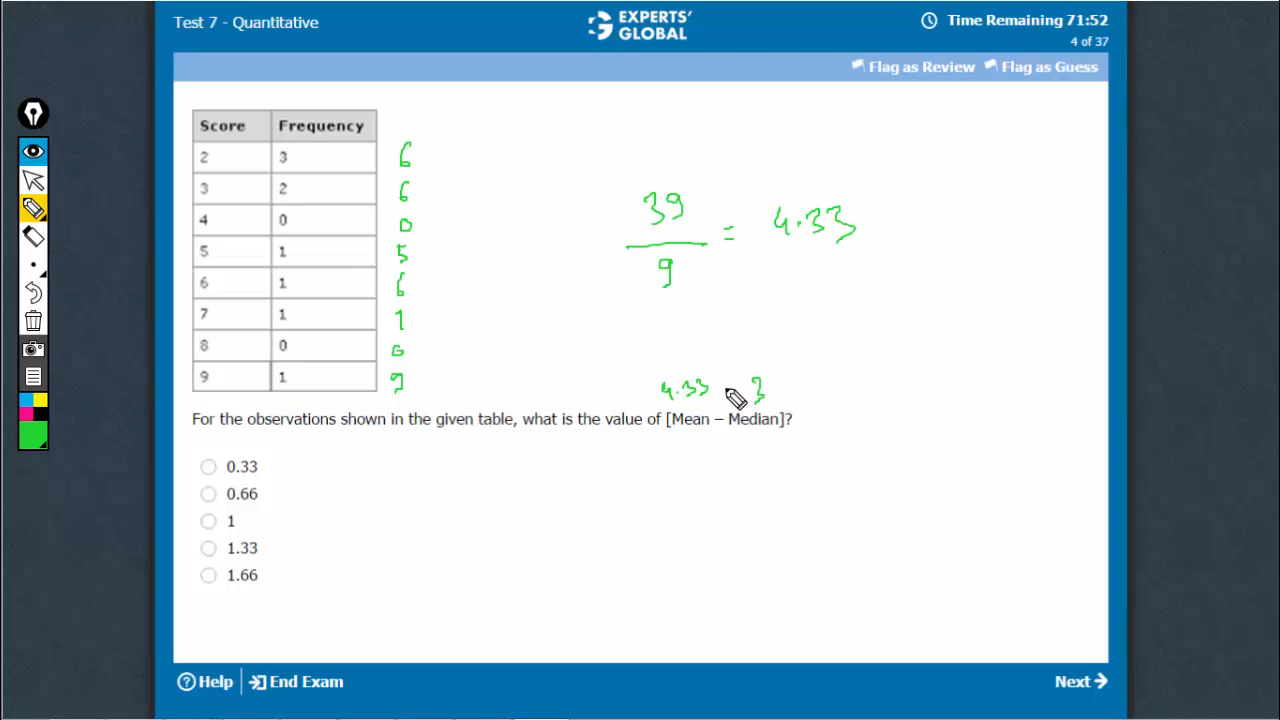 Test 7 - Quantitative
EXPERTS'
GLOBAL
Time Remaining 71:52
4 of 37
Flag as Review
Flag as Guess
Score Frequency
2 3 6
3 2 6
4 0 0
5 1 5
6 1 6
7 1 1
8 0 0
9 1 9
39
9
= 4.33
4.33 3
For the observations shown in the given table, what is the value of [Mean – Median]?
0.33
0.66
1
1.33
1.66
Help
End Exam
Next